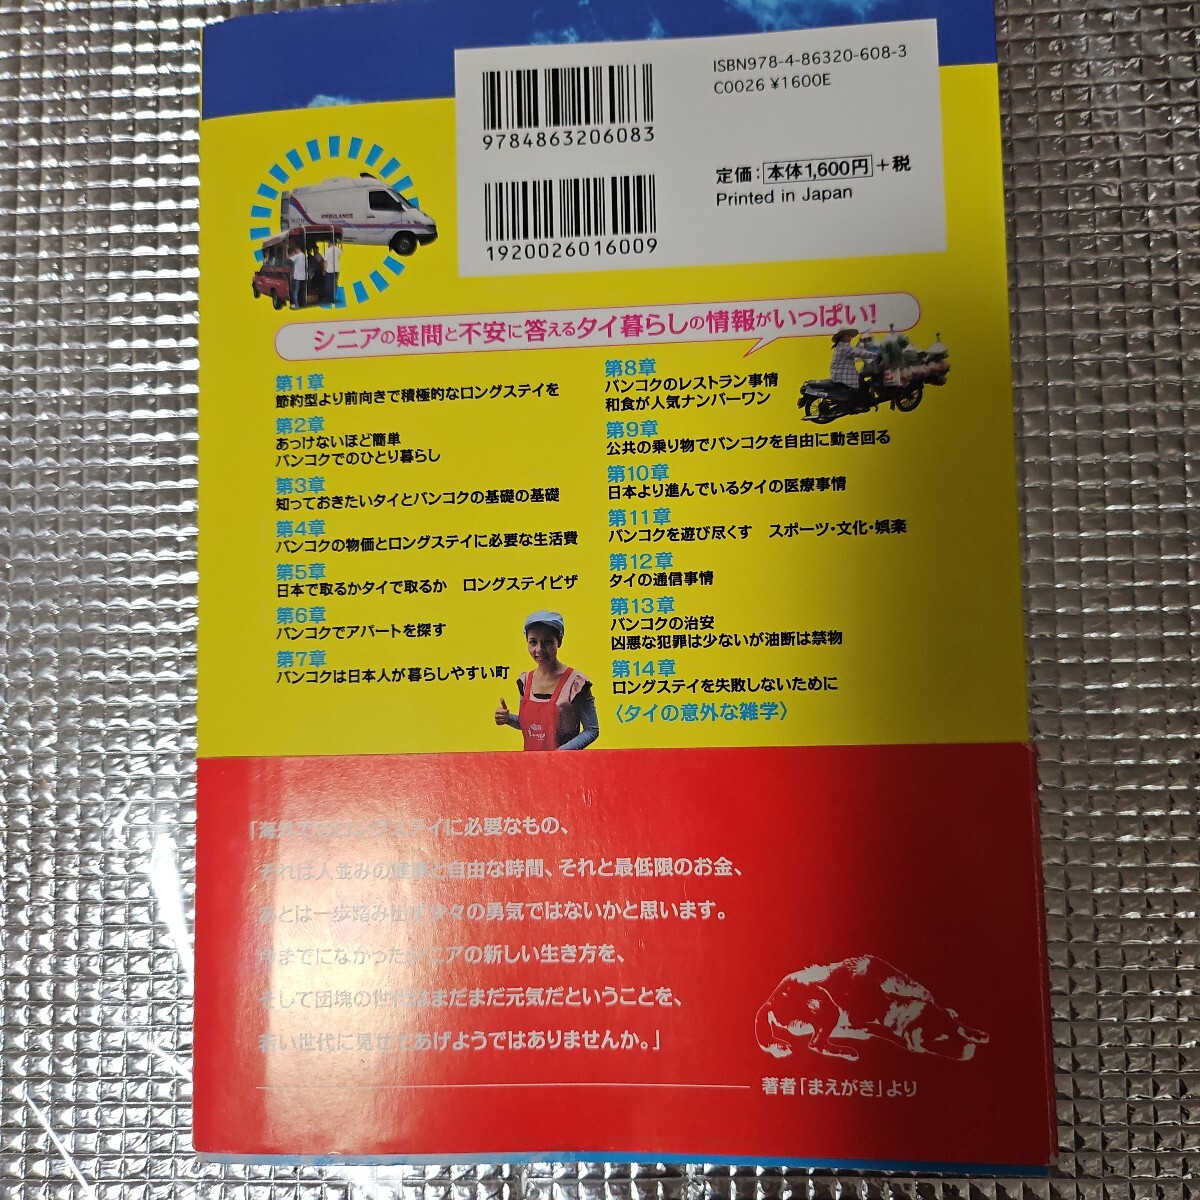 ISBN978-4-86320-608-3
C0026 ¥1600E
9784863206083
定価：本体1,600円+税
Printed in Japan
1920026016009
AMBULANCE
シニアの疑問と不安に答えるタイ暮らしの情報がいっぱい！
第1章
節約型より前向きで積極的なロングステイを
第2章
あっけないほど簡単
バンコクでのひとり暮らし
第3章
知っておきたいタイとバンコクの基礎の基礎
第4章
バンコクの物価とロングステイに必要な生活費
第5章
日本で取るかタイで取るか　ロングステイビザ
第6章
バンコクでアパートを探す
第7章
バンコクは日本人が暮らしやすい町
第8章
バンコクのレストラン事情
和食が人気ナンバーワン
第9章
公共の乗り物でバンコクを自由に動き回る
第10章
日本より進んでいるタイの医療事情
第11章
バンコクを遊び尽くす　スポーツ・文化・娯楽
第12章
タイの通信事情
第13章
バンコクの治安
凶悪な犯罪は少ないが油断は禁物
第14章
ロングステイを失敗しないために
〈タイの意外な雑学〉
「海外でのロングステイに必要なもの、
それは人並みの健康と自由な時間、それと最低限のお金、
あとは一歩踏み出す少々の勇気ではないかと思います。
今までになかったシニアの新しい生き方を、
そして団塊の世代はまだまだ元気だということを、
若い世代に見せてあげようではありませんか。」
著者「まえがき」より